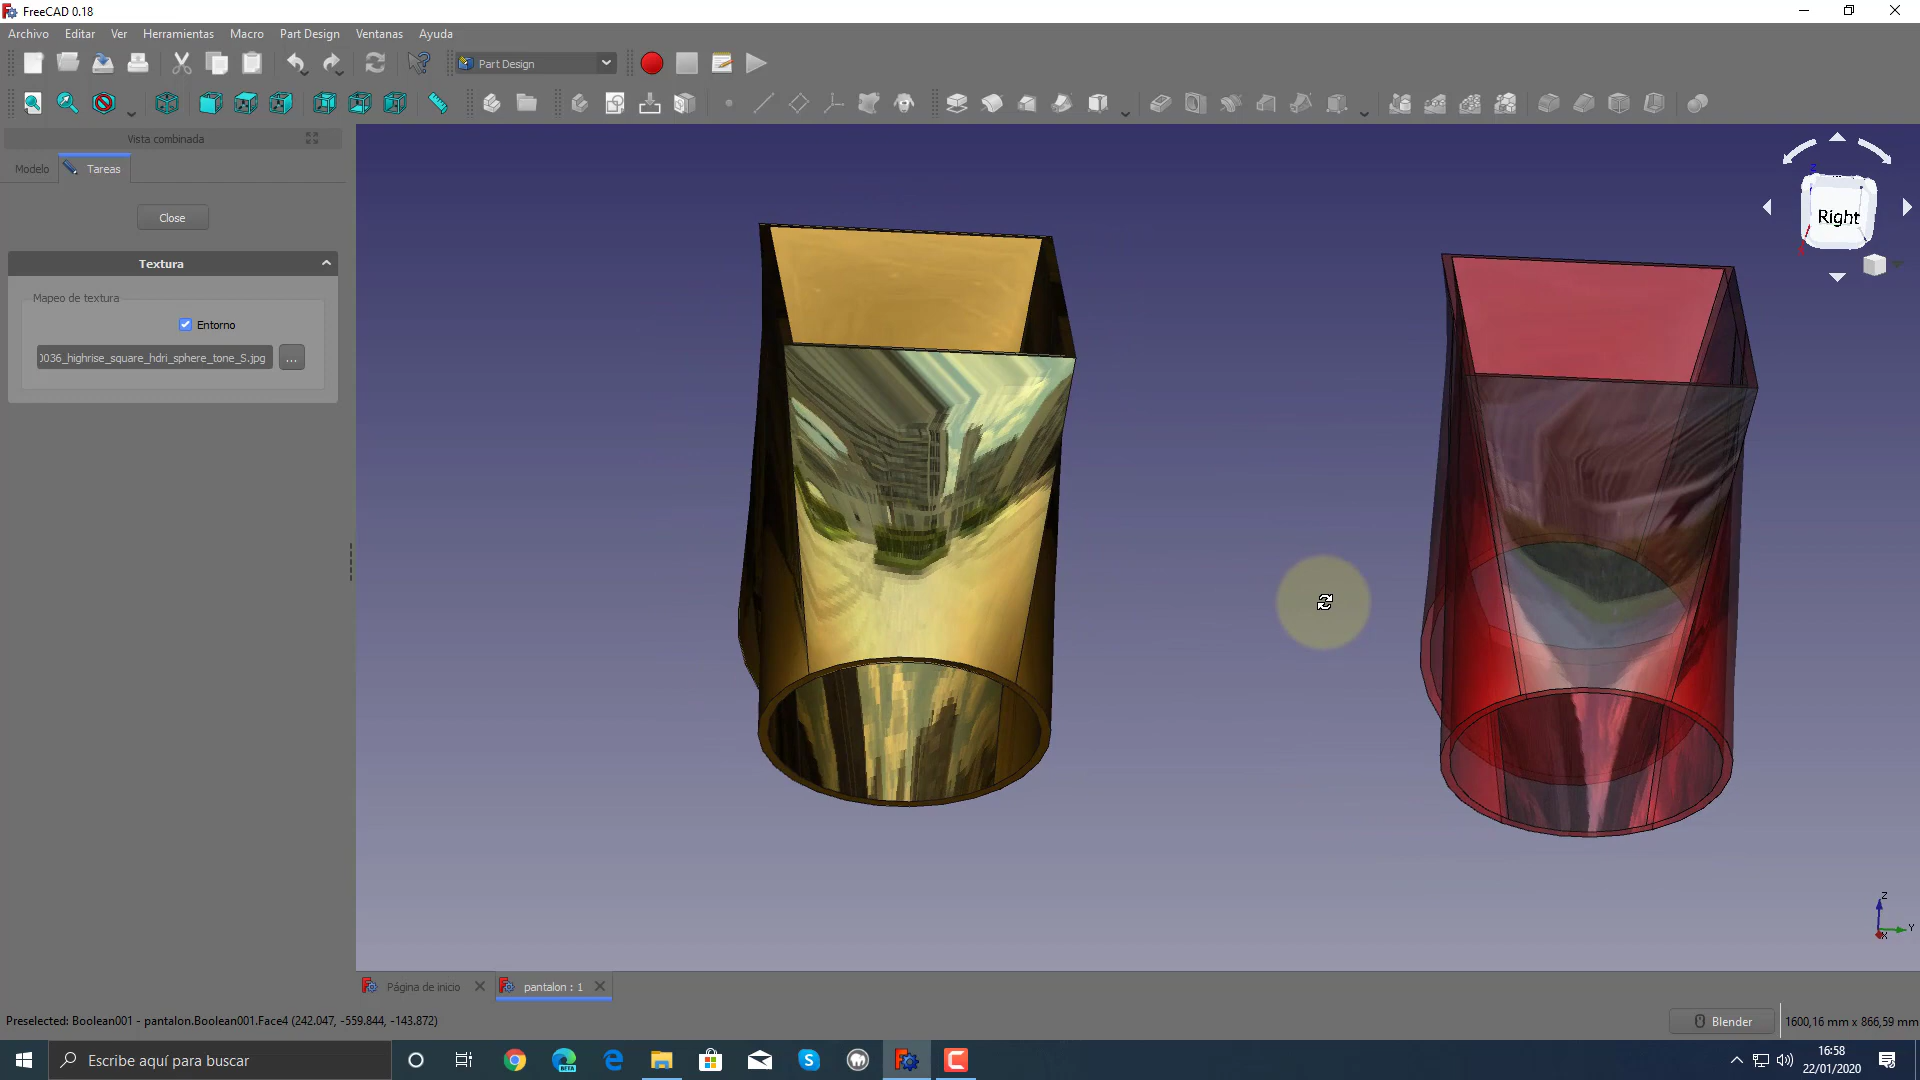 FreeCAD 0.18
Archivo Editar Ver Herramientas Macro Part Design Ventanas Ayuda
Part Design
Vista combinada
Modelo Tareas
Close
Textura
Mapeo de textura
Entorno
)036_highrise_square_hdri_sphere_tone_S.jpg ...
Right
Z
Z
Y
X
Página de inicio pantalon : 1
Preselected: Boolean001 - pantalon.Boolean001.Face4 (242.047, -559.844, -143.872)
Blender 1600,16 mm x 866,59 mm
Escribe aquí para buscar
BETA
16:58
22/01/2020